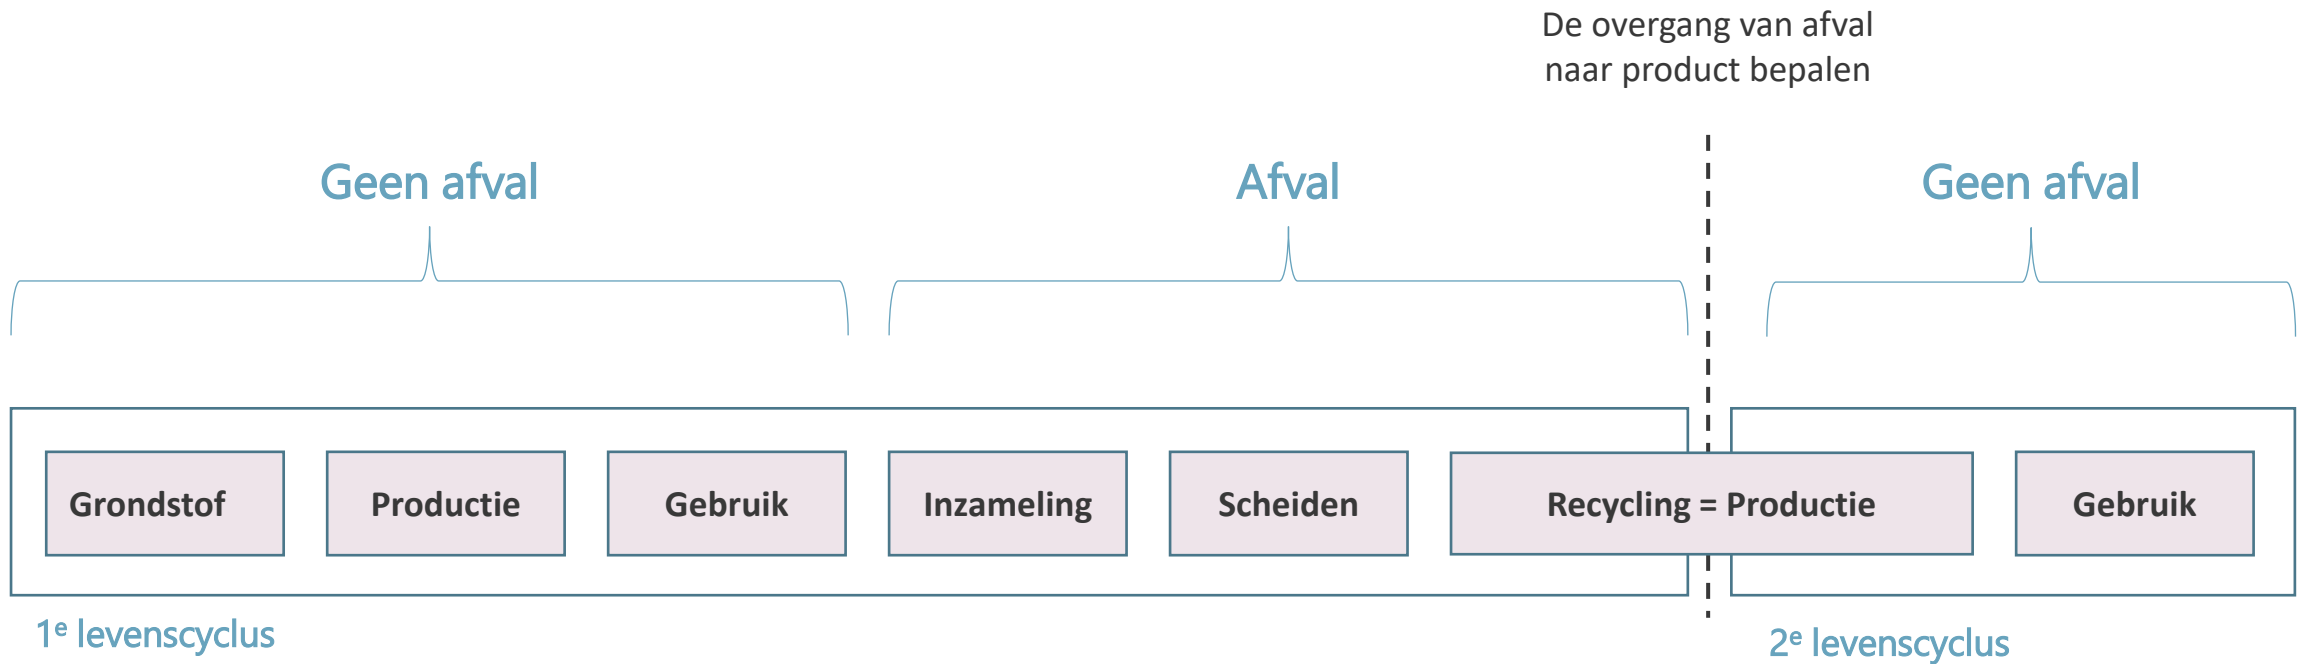 De overgang van afval
naar product bepalen
Geen afval
Afval
Geen afval
Grondstof
Productie
Gebruik
Inzameling
Scheiden
Recycling = Productie
Gebruik
1e levenscyclus
2e levenscyclus